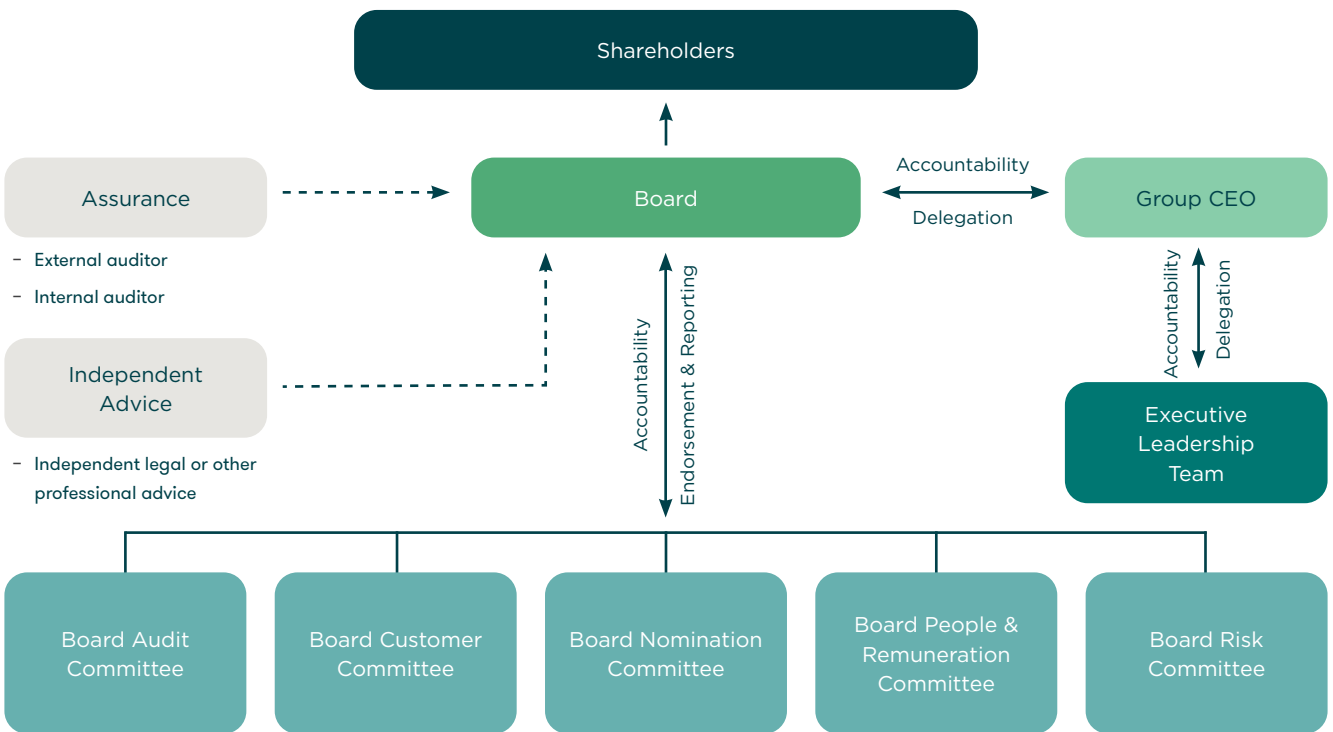 Shareholders
Assurance
– External auditor
– Internal auditor
Board
Accountability
Delegation
Group CEO
Independent
Advice
– Independent legal or other
professional advice
Accountability
Endorsement & Reporting
Accountability
Delegation
Executive
Leadership
Team
Board Audit
Committee
Board Customer
Committee
Board Nomination
Committee
Board People &
Remuneration
Committee
Board Risk
Committee